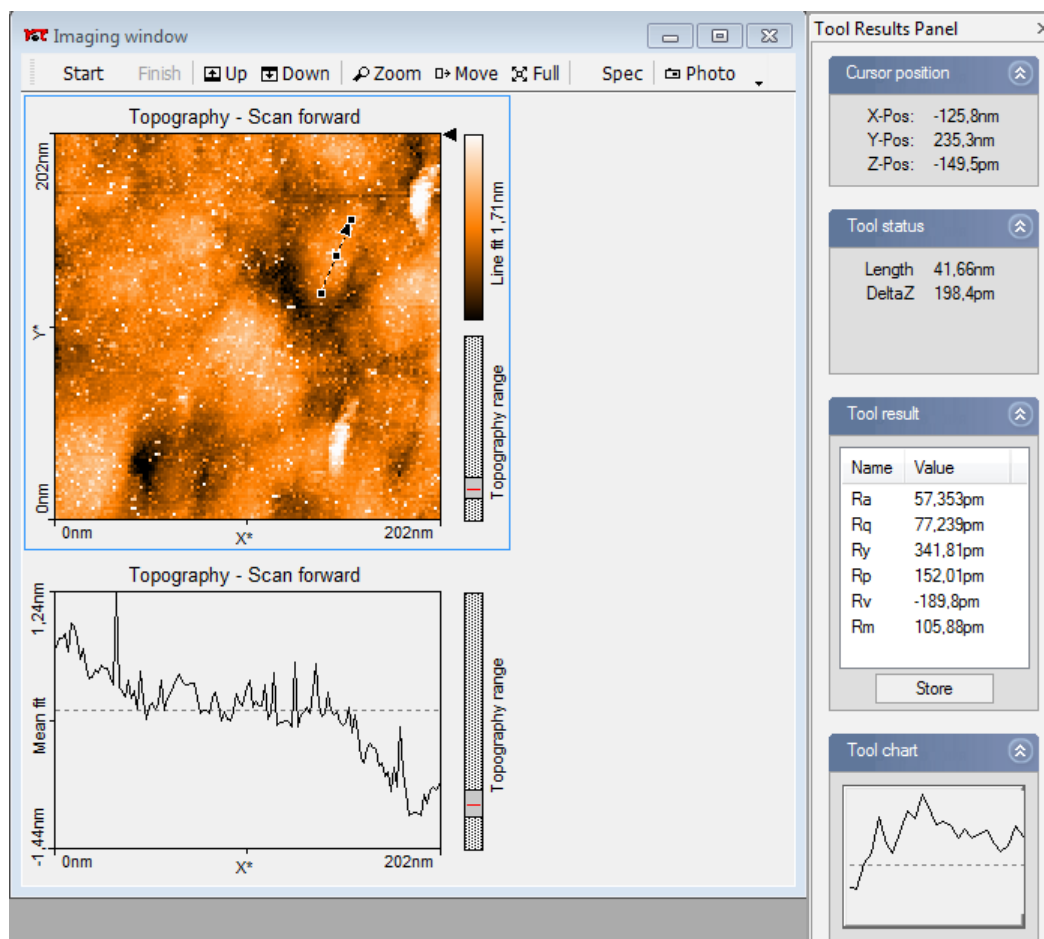 Imaging window
Start Finish Up Down Zoom Move Full Spec Photo
Topography - Scan forward
202nm
Y*
0nm
0nm X* 202nm
Line fit 1,71nm
Topography range
Topography - Scan forward
1,24nm
Mean fit
-1,44nm
0nm X* 202nm
Topography range
Tool Results Panel
Cursor position
X-Pos: -125,8nm
Y-Pos: 235,3nm
Z-Pos: -149,5pm
Tool status
Length 41,66nm
DeltaZ 198,4pm
Tool result
Name Value
Ra 57,353pm
Rq 77,239pm
Ry 341,81pm
Rp 152,01pm
Rv -189,8pm
Rm 105,88pm
Store
Tool chart